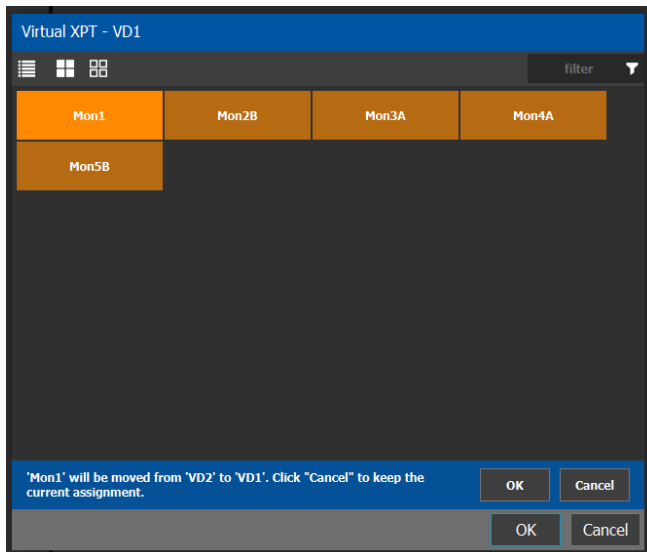 Virtual XPT - VD1
filter
Mon1 Mon2B Mon3A Mon4A
Mon5B
'Mon1' will be moved from 'VD2' to 'VD1'. Click "Cancel" to keep the
current assignment.
OK Cancel
OK Cancel